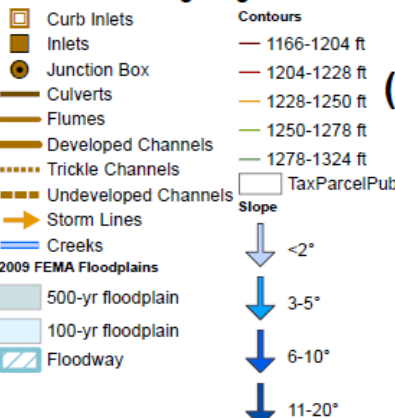 Curb Inlets
Inlets
Junction Box
Culverts
Flumes
Developed Channels
Trickle Channels
Undeveloped Channels
Storm Lines
Creeks
2009 FEMA Floodplains
500-yr floodplain
100-yr floodplain
Floodway
Contours
1166-1204 ft
1204-1228 ft
1228-1250 ft
1250-1278 ft
1278-1324 ft
TaxParcelPub
Slope
<2°
3-5°
6-10°
11-20°
(